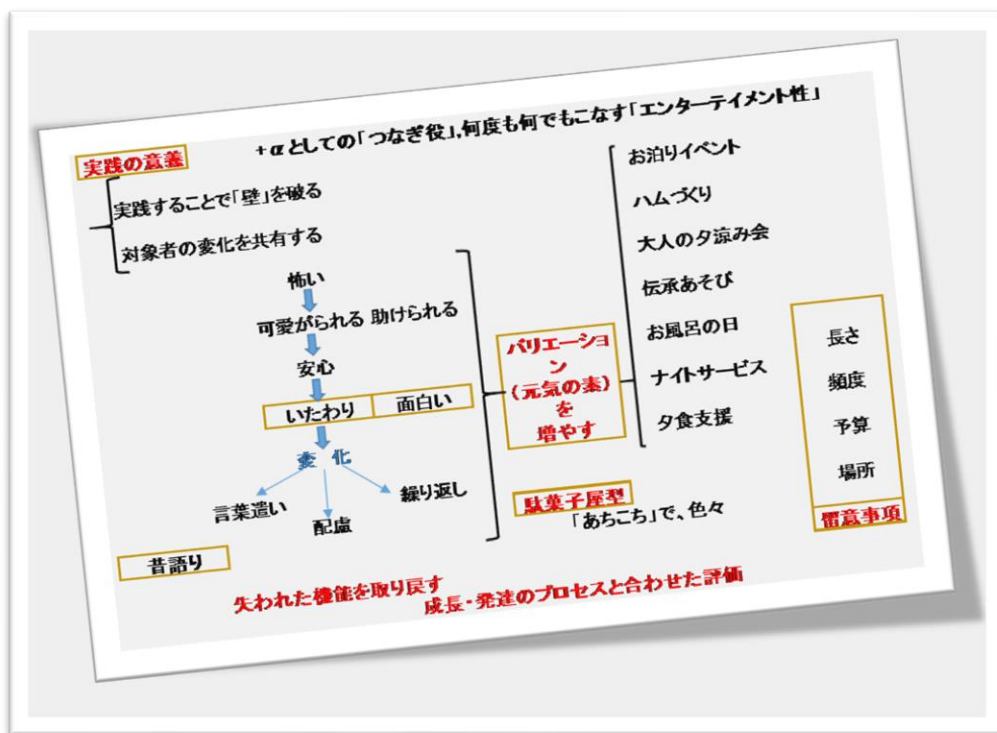 +αとしての「つなぎ役」,何度も何でもこなす「エンターテイメント性」
実践の意義
実践することで「壁」を破る
対象者の変化を共有する
怖い
可愛がられる 助けられる
安心
いたわり
面白い
変 化
言葉遣い
配慮
繰り返し
昔語り
バリエーショ
ン
(元気の素)
を
増やす
駄菓子屋型
「あちこち」で、色々
お泊りイベント
ハムづくり
大人の夕涼み会
伝承あそび
お風呂の日
ナイトサービス
夕食支援
長さ
頻度
予算
場所
留意事項
失われた機能を取り戻す
成長・発達のプロセスと合わせた評価